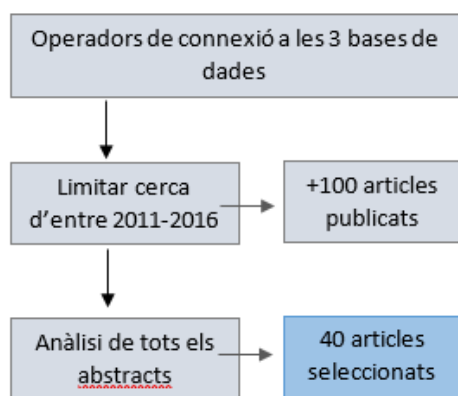 Operadors de connexió a les 3 bases de
dades
Limitar cerca
d'entre 2011-2016
+100 articles
publicats
Anàlisi de tots els
abstracts
40 articles
seleccionats